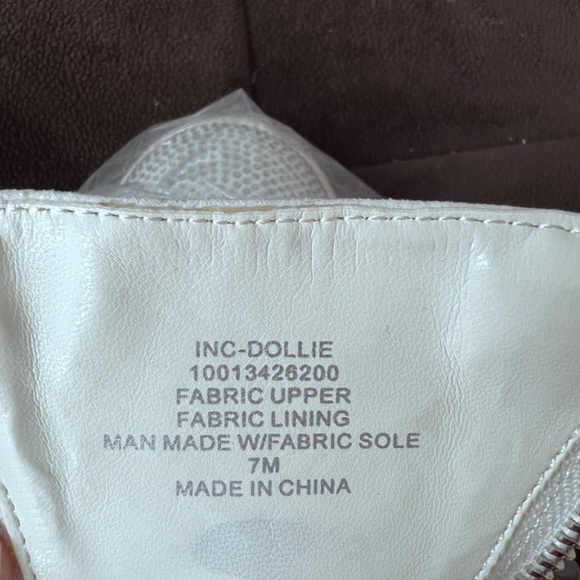 INC-DOLLIE
10013426200
FABRIC UPPER
FABRIC LINING
MAN MADE W/FABRIC SOLE
7M
MADE IN CHINA